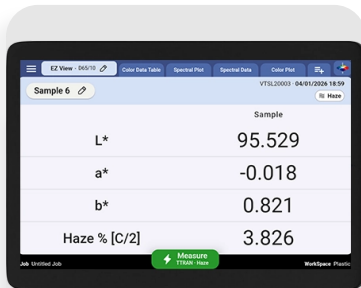 EZ View - D65/10
Color Data Table
Spectral Plot
Spectral Data
Color Plot
Sample 6
VTSL20003 - 04/01/2026 18:59
Haze
Sample
L* 95.529
a* -0.018
b* 0.821
Haze % [C/2] 3.826
Measure
TTRAN - Haze
Job Untitled Job
WorkSpace Plastic